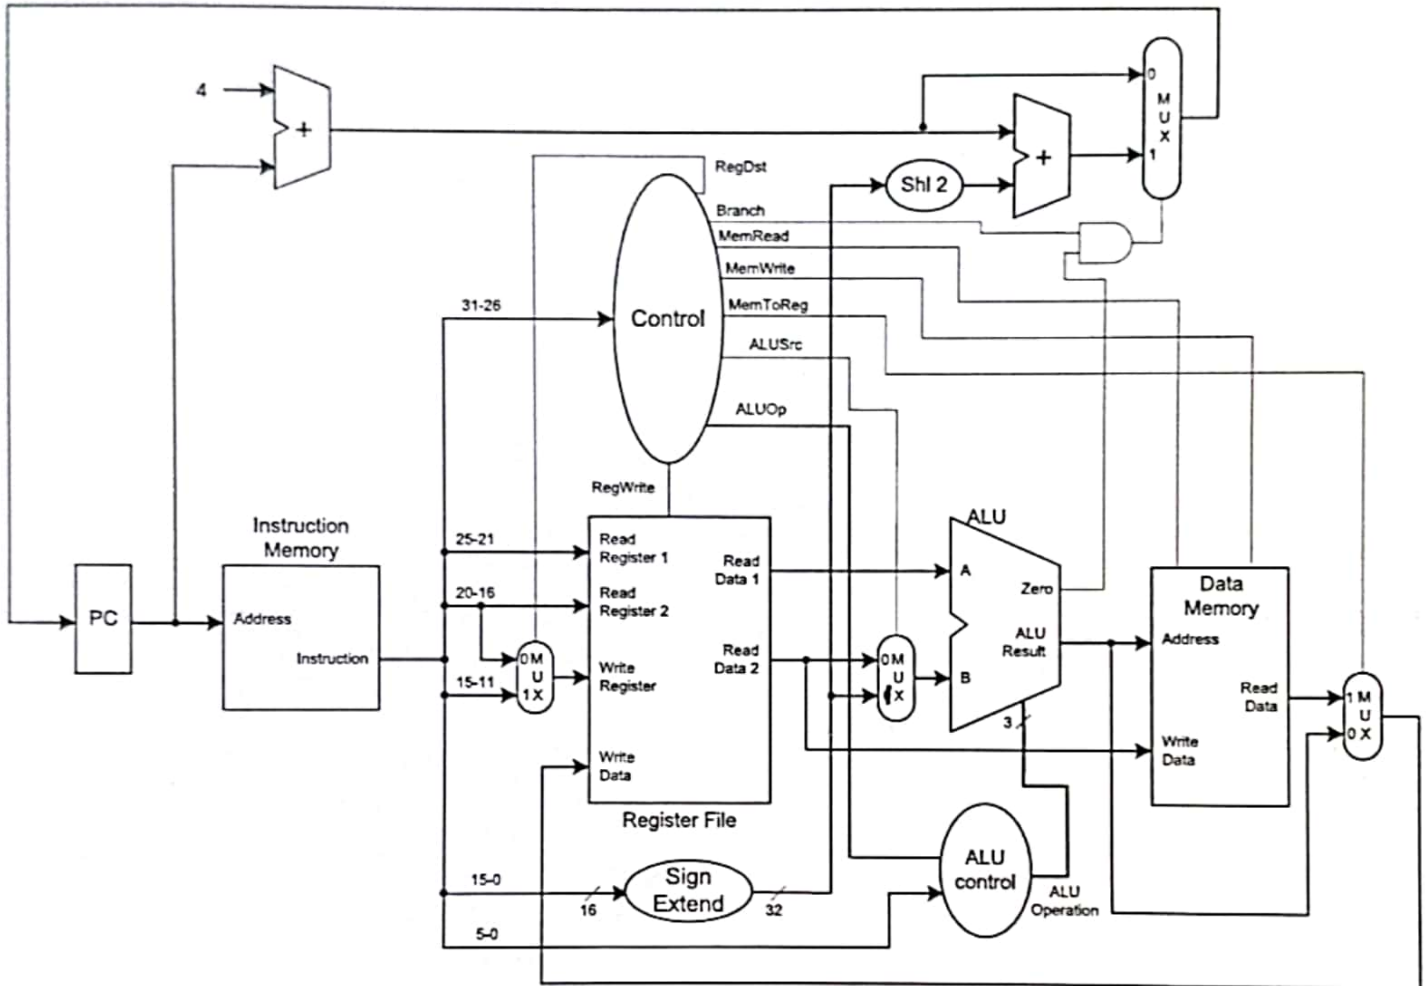 4
+
0
M
U
X
1
+
Shl 2
RegDst
Branch
MemRead
MemWrite
MemToReg
ALUSrc
ALUOp
31-26
Control
RegWrite
Instruction
Memory
PC
Address
Instruction
25-21
20-16
15-11
0 M
U
1 X
Read
Register 1
Read
Register 2
Write
Register
Write
Data
Read
Data 1
Read
Data 2
Register File
0 M
U
X
ALU
A
B
Zero
ALU
Result
3
Data
Memory
Address
Read
Data
Write
Data
1 M
U
0 X
15-0
16
Sign
Extend
32
5-0
ALU
control
ALU
Operation